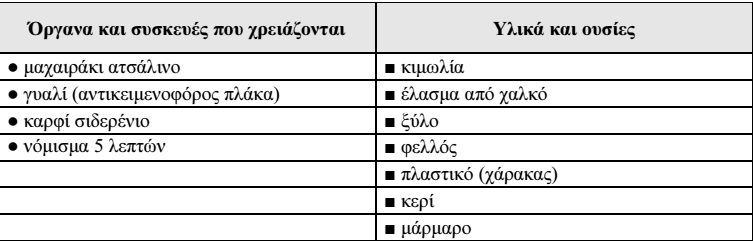 Όργανα και συσκευές που χρειάζονται Υλικά και ουσίες
● μαχαιράκι ατσάλινο ■ κιμωλία
● γυαλί (αντικειμενοφόρος πλάκα) ■ έλασμα από χαλκό
● καρφί σιδερένιο ■ ξύλο
● νόμισμα 5 λεπτών ■ φελλός
■ πλαστικό (χάρακας)
■ κερί
■ μάρμαρο